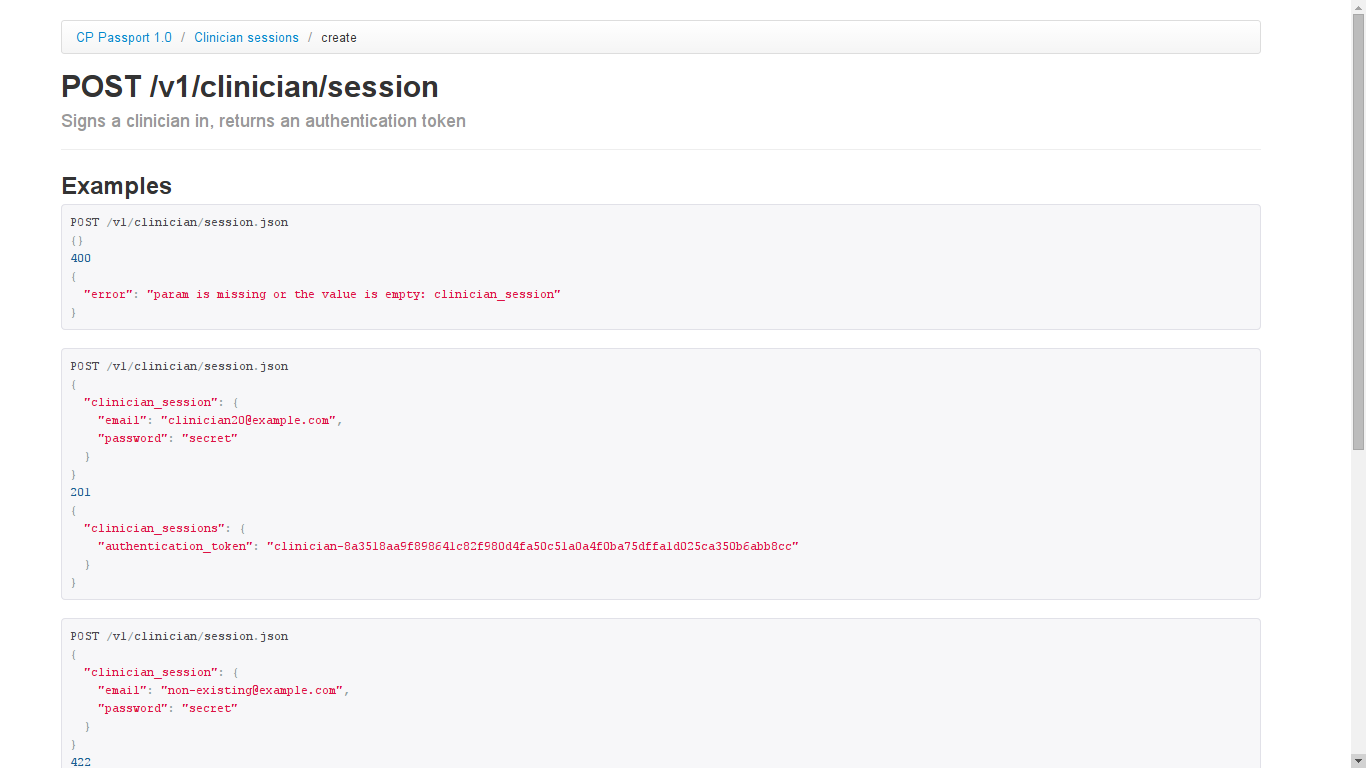 CP Passport 1.0 / Clinician sessions / create
POST /v1/clinician/session
Signs a clinician in, returns an authentication token
Examples
POST /v1/clinician/session.json
{}
400
{
  "error": "param is missing or the value is empty: clinician_session"
}
POST /v1/clinician/session.json
{
  "clinician_session": {
    "email": "clinician20@example.com",
    "password": "secret"
  }
}
201
{
  "clinician_sessions": {
    "authentication_token": "clinician-8a3518aa9f898641c82f980d4fa50c51a0a4f0ba75dffa1d025ca350b6abb8cc"
  }
}
POST /v1/clinician/session.json
{
  "clinician_session": {
    "email": "non-existing@example.com",
    "password": "secret"
  }
}
422